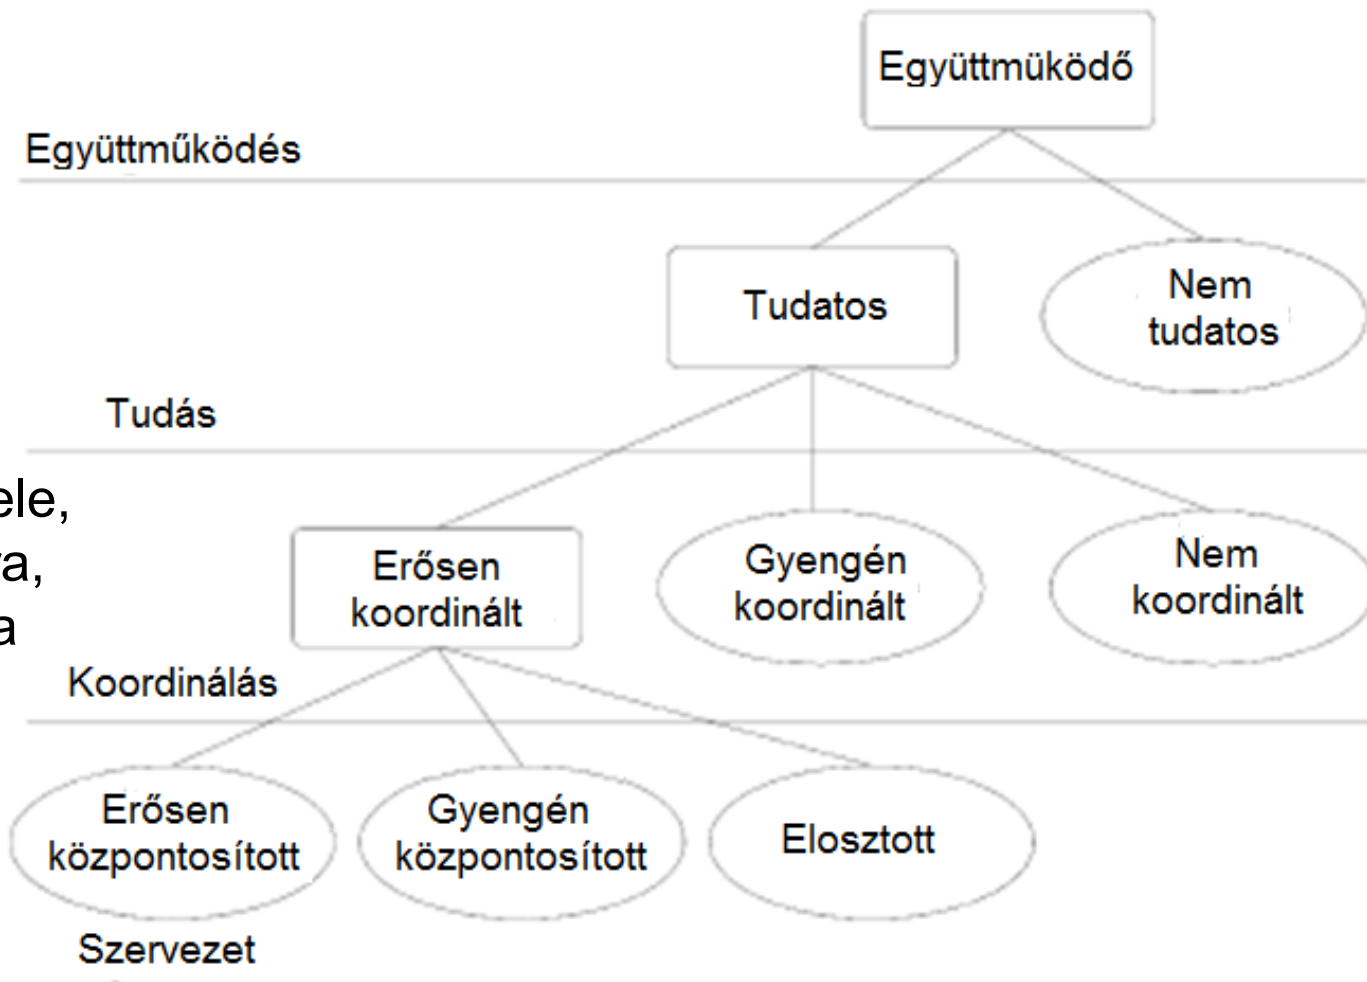 Együttmüködő
Együttműködés
Tudatos
Nem
tudatos
Tudás
ele,
a
Erősen
koordinált
Gyengén
koordinált
Nem
koordinált
Koordinálás
Erősen
központosított
Gyengén
központosított
Elosztott
Szervezet